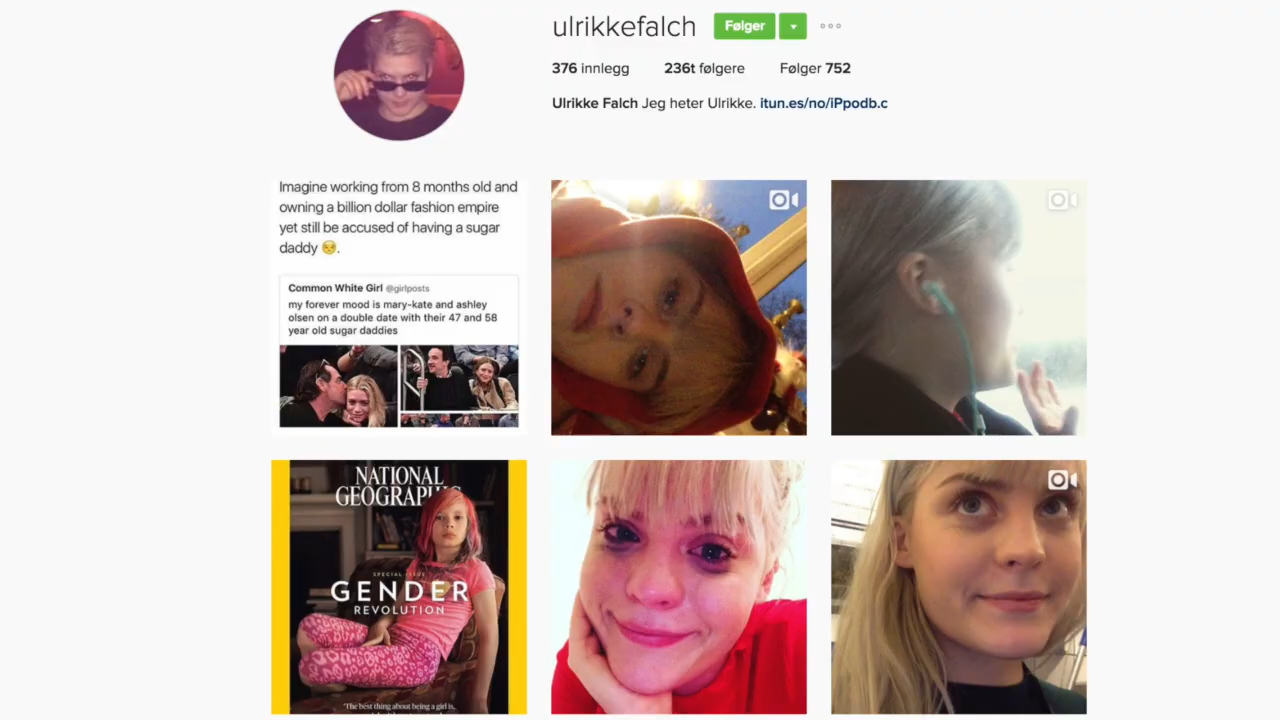 ulrikkefalch Følger
376 innlegg 236t følgere Følger 752
Ulrikke Falch Jeg heter Ulrikke. itun.es/no/iPpodb.c
Imagine working from 8 months old and
owning a billion dollar fashion empire
yet still be accused of having a sugar
daddy 😒.
Common White Girl @girlposts
my forever mood is mary-kate and ashley
olsen on a double date with their 47 and 58
year old sugar daddies
NATIONAL
GEOGRAPHIC
SPECIAL ISSUE
GENDER
REVOLUTION
'The best thing about being a girl is,